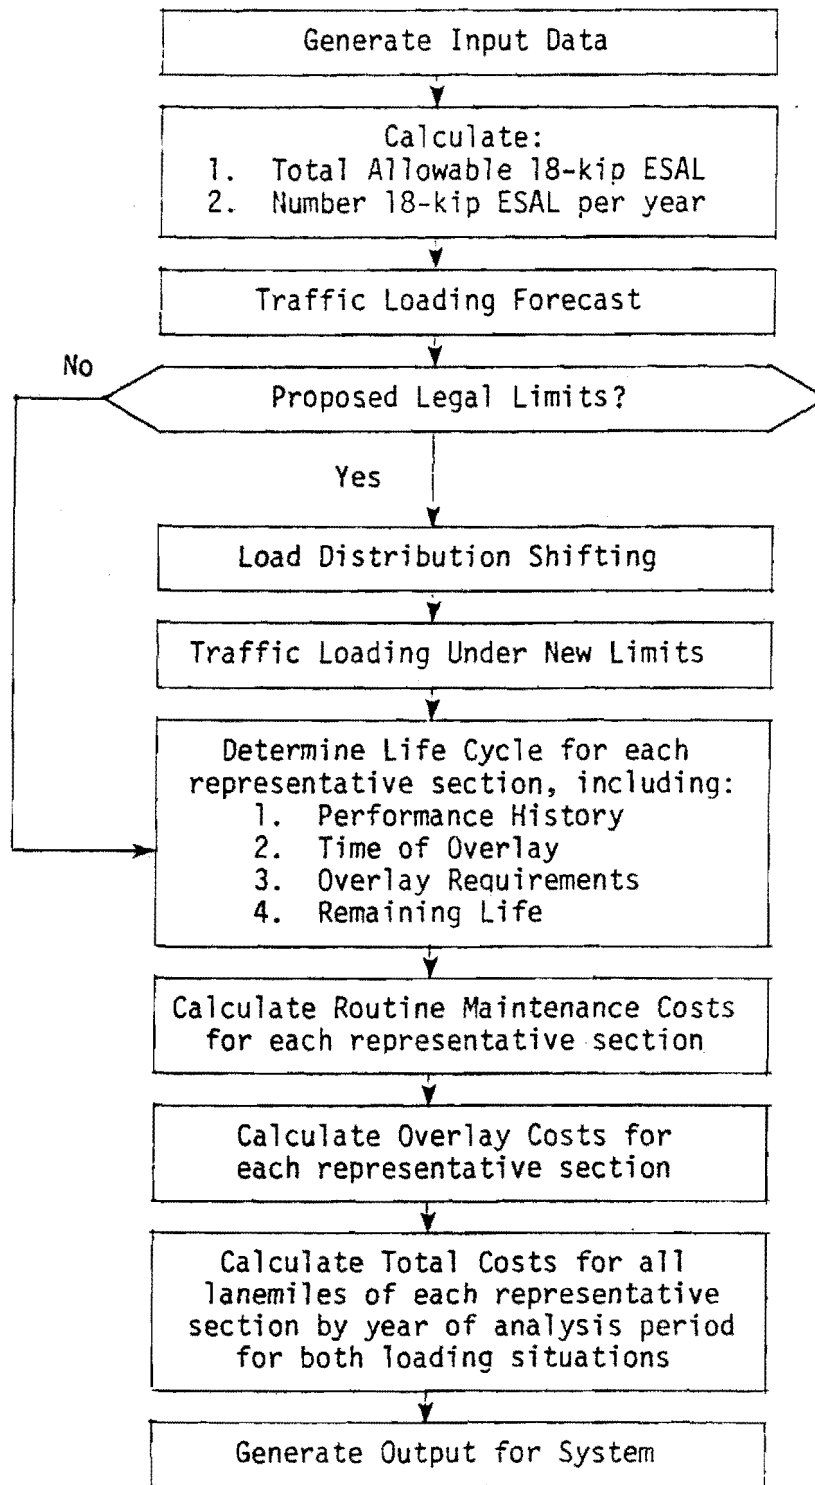 Generate Input Data
Calculate:
1. Total Allowable 18-kip ESAL
2. Number 18-kip ESAL per year
Traffic Loading Forecast
No
Proposed Legal Limits?
Yes
Load Distribution Shifting
Traffic Loading Under New Limits
Determine Life Cycle for each
representative section, including:
1. Performance History
2. Time of Overlay
3. Overlay Requirements
4. Remaining Life
Calculate Routine Maintenance Costs
for each representative section
Calculate Overlay Costs for
each representative section
Calculate Total Costs for all
lanemiles of each representative
section by year of analysis period
for both loading situations
Generate Output for System